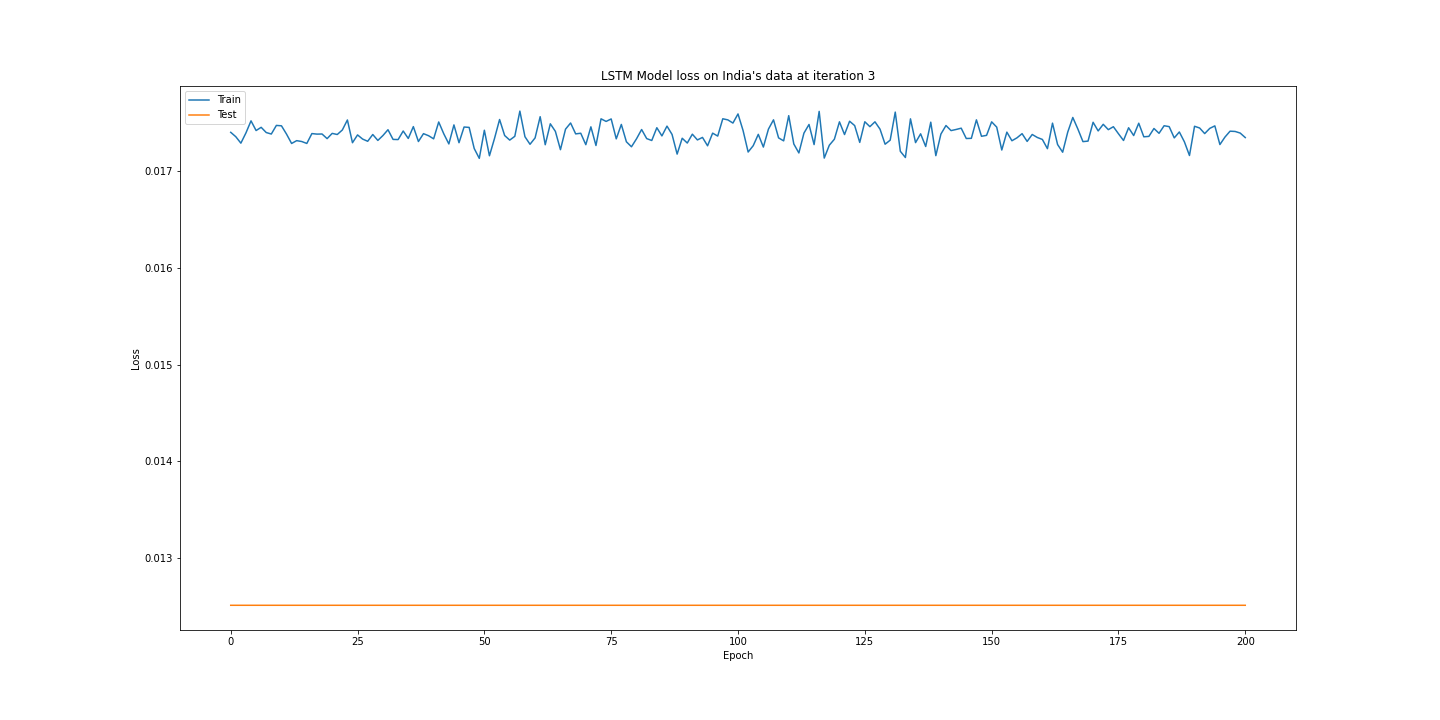 LSTM Model loss on India's data at iteration 3
Train
Test
0.017
0.016
0.015
0.014
0.013
Loss
0 25 50 75 100 125 150 175 200
Epoch